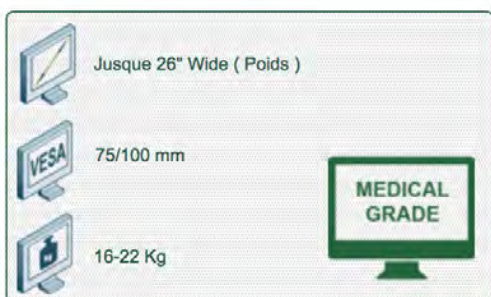 Jusque 26" Wide ( Poids )
VESA
75/100 mm
MEDICAL
GRADE
16-22 Kg